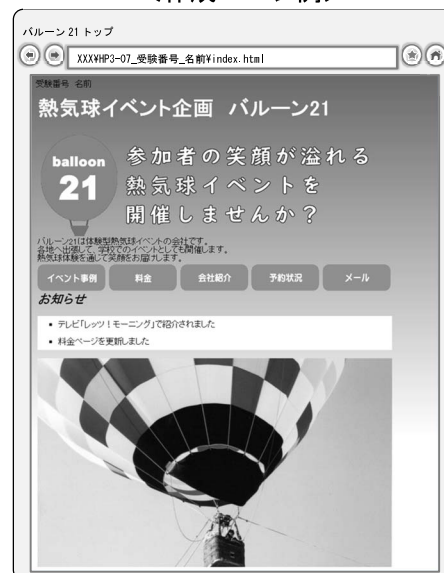 バルーン21 トップ
XXX¥HP3-07_受験番号_名前¥index.html
受験番号 名前
熱気球イベント企画 バルーン21
balloon
21
参加者の笑顔が溢れる
熱気球イベントを
開催しませんか？
バルーン21は体験型熱気球イベントの会社です。
各地へ出張して、学校でのイベントとしても開催します。
熱気球体験を通じて笑顔をお届けします。
イベント事例 料金 会社紹介 予約状況 メール
お知らせ
• テレビ「レッツ！モーニング」で紹介されました
• 料金ページを更新しました